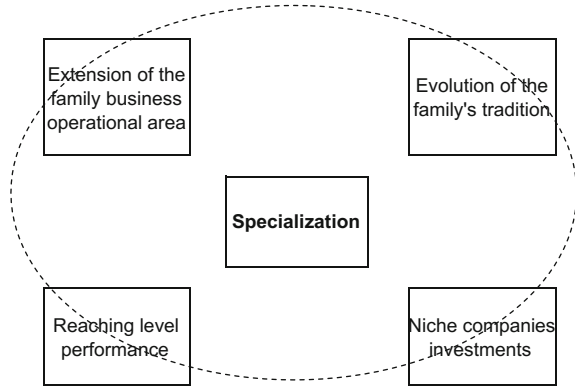 Extension of the
family business
operational area
Evolution of the
family's tradition
Specialization
Reaching level
performance
Niche companies
investments